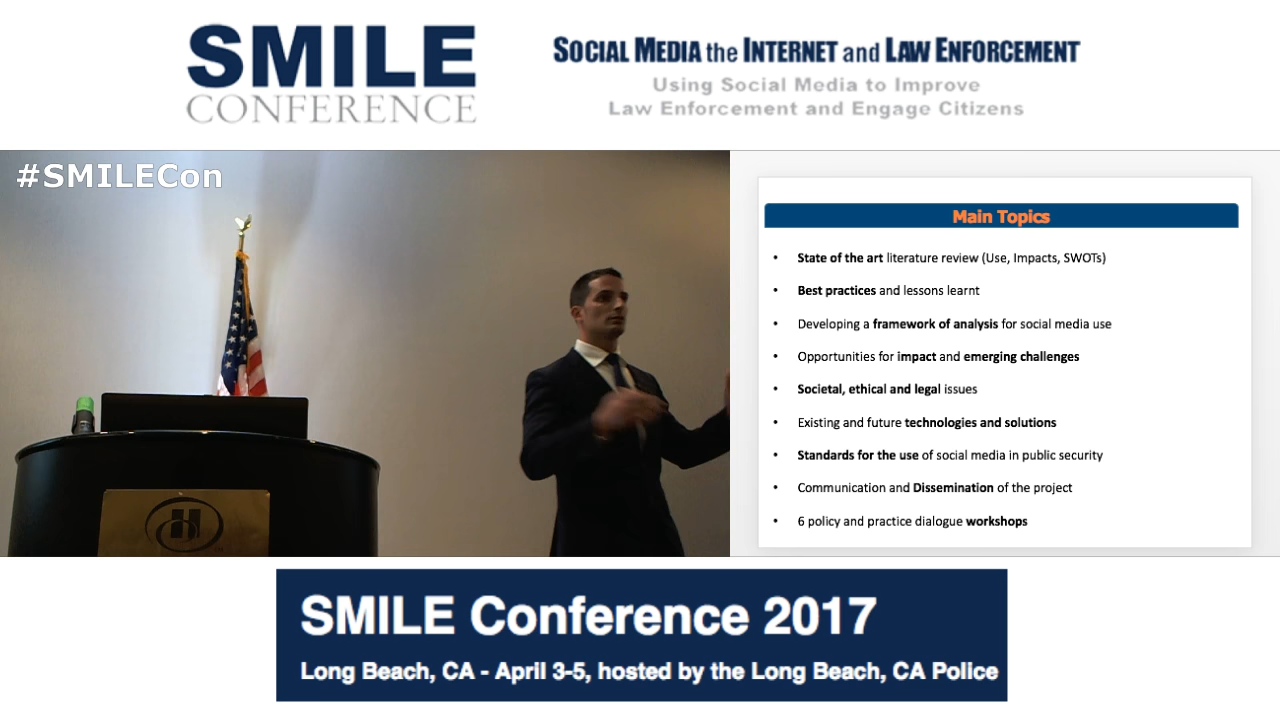 SMILE
CONFERENCE
SOCIAL MEDIA the INTERNET and LAW ENFORCEMENT
Using Social Media to Improve
Law Enforcement and Engage Citizens
#SMILECon
Main Topics
• State of the art literature review (Use, Impacts, SWOTs)
• Best practices and lessons learnt
• Developing a framework of analysis for social media use
• Opportunities for impact and emerging challenges
• Societal, ethical and legal issues
• Existing and future technologies and solutions
• Standards for the use of social media in public security
• Communication and Dissemination of the project
• 6 policy and practice dialogue workshops
H
SMILE Conference 2017
Long Beach, CA - April 3-5, hosted by the Long Beach, CA Police